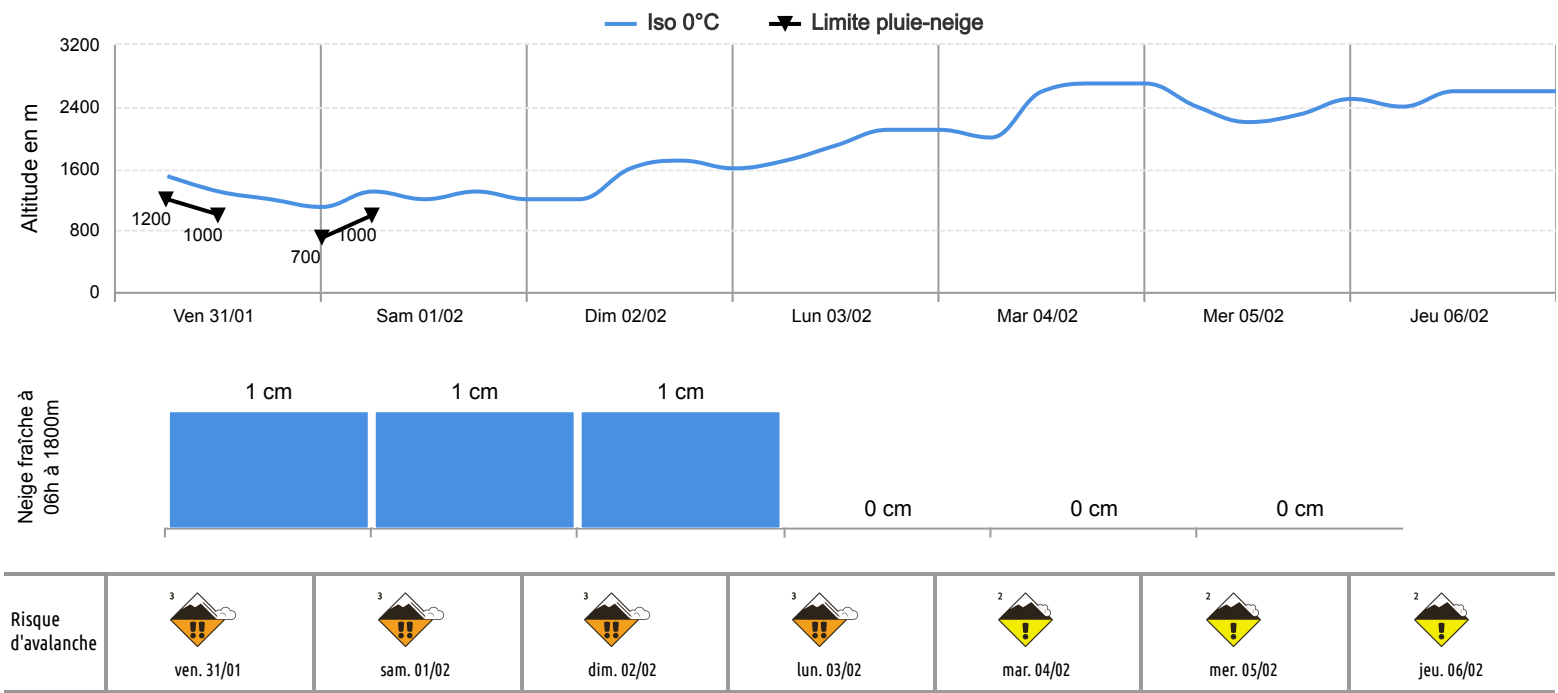 Iso 0°C Limite pluie-neige
Altitude en m
3200
2400
1600
800
0
1200
1000
700
1000
Ven 31/01 Sam 01/02 Dim 02/02 Lun 03/02 Mar 04/02 Mer 05/02 Jeu 06/02
Neige fraîche à
06h à 1800m
1 cm 1 cm 1 cm 0 cm 0 cm 0 cm
Risque
d'avalanche
3 3 3 3 2 2 2
!! !! !! !! ! ! !
ven. 31/01 sam. 01/02 dim. 02/02 lun. 03/02 mar. 04/02 mer. 05/02 jeu. 06/02